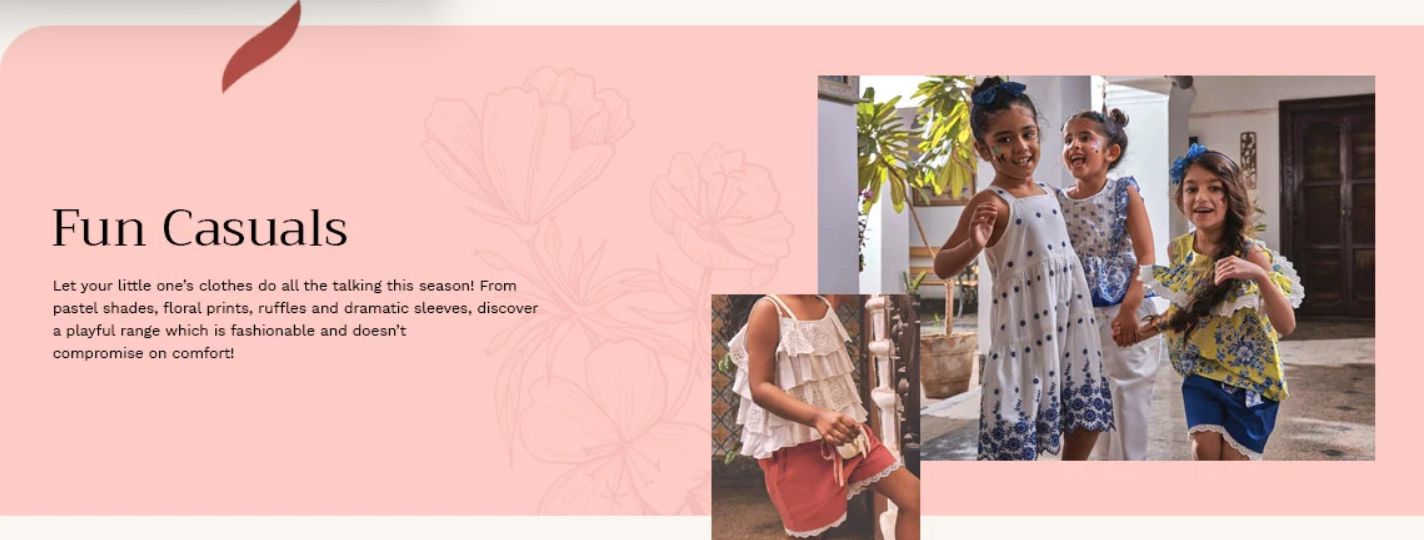 Fun Casuals
Let your little one’s clothes do all the talking this season! From
pastel shades, floral prints, ruffles and dramatic sleeves, discover
a playful range which is fashionable and doesn’t
compromise on comfort!